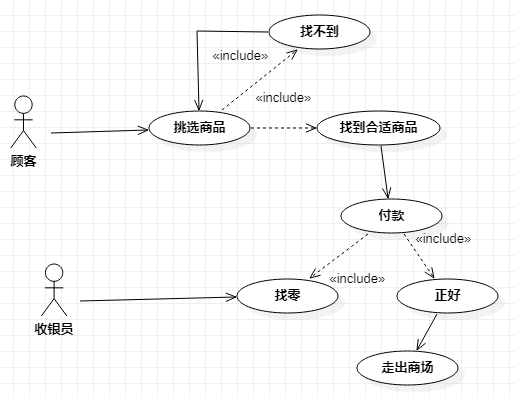 找不到
«include»
«include»
挑选商品
找到合适商品
顾客
付款
«include»
«include»
找零
正好
收银员
走出商场